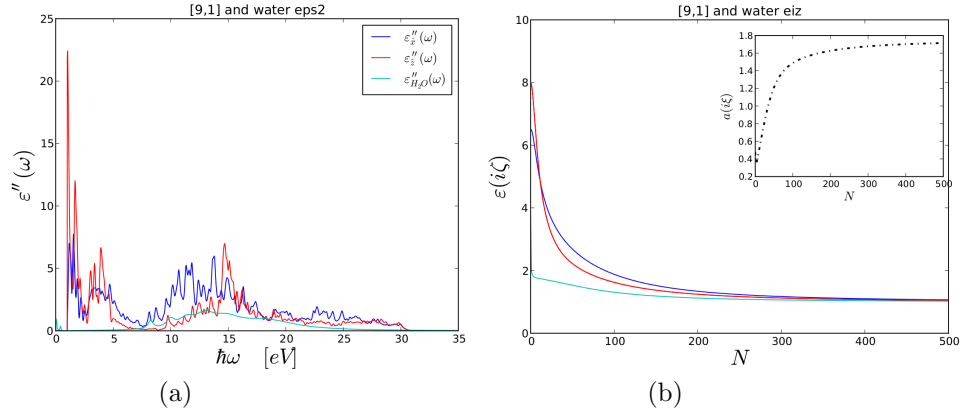 [9,1] and water eps2
25
20
15
10
5
0
ε''(ω)
ε''_x̂(ω)
ε''_ẑ(ω)
ε''_{H₂O}(ω)
0 5 10 15 20 25 30 35
ħω [eV]
(a)
[9,1] and water eiz
8
6
4
2
0
ε(iζ)
0 100 200 300 400 500
N
1.8
1.6
1.4
1.2
1.0
0.8
0.6
0.4
0.2
a(iξ)
0 100 200 300 400 500
N
(b)